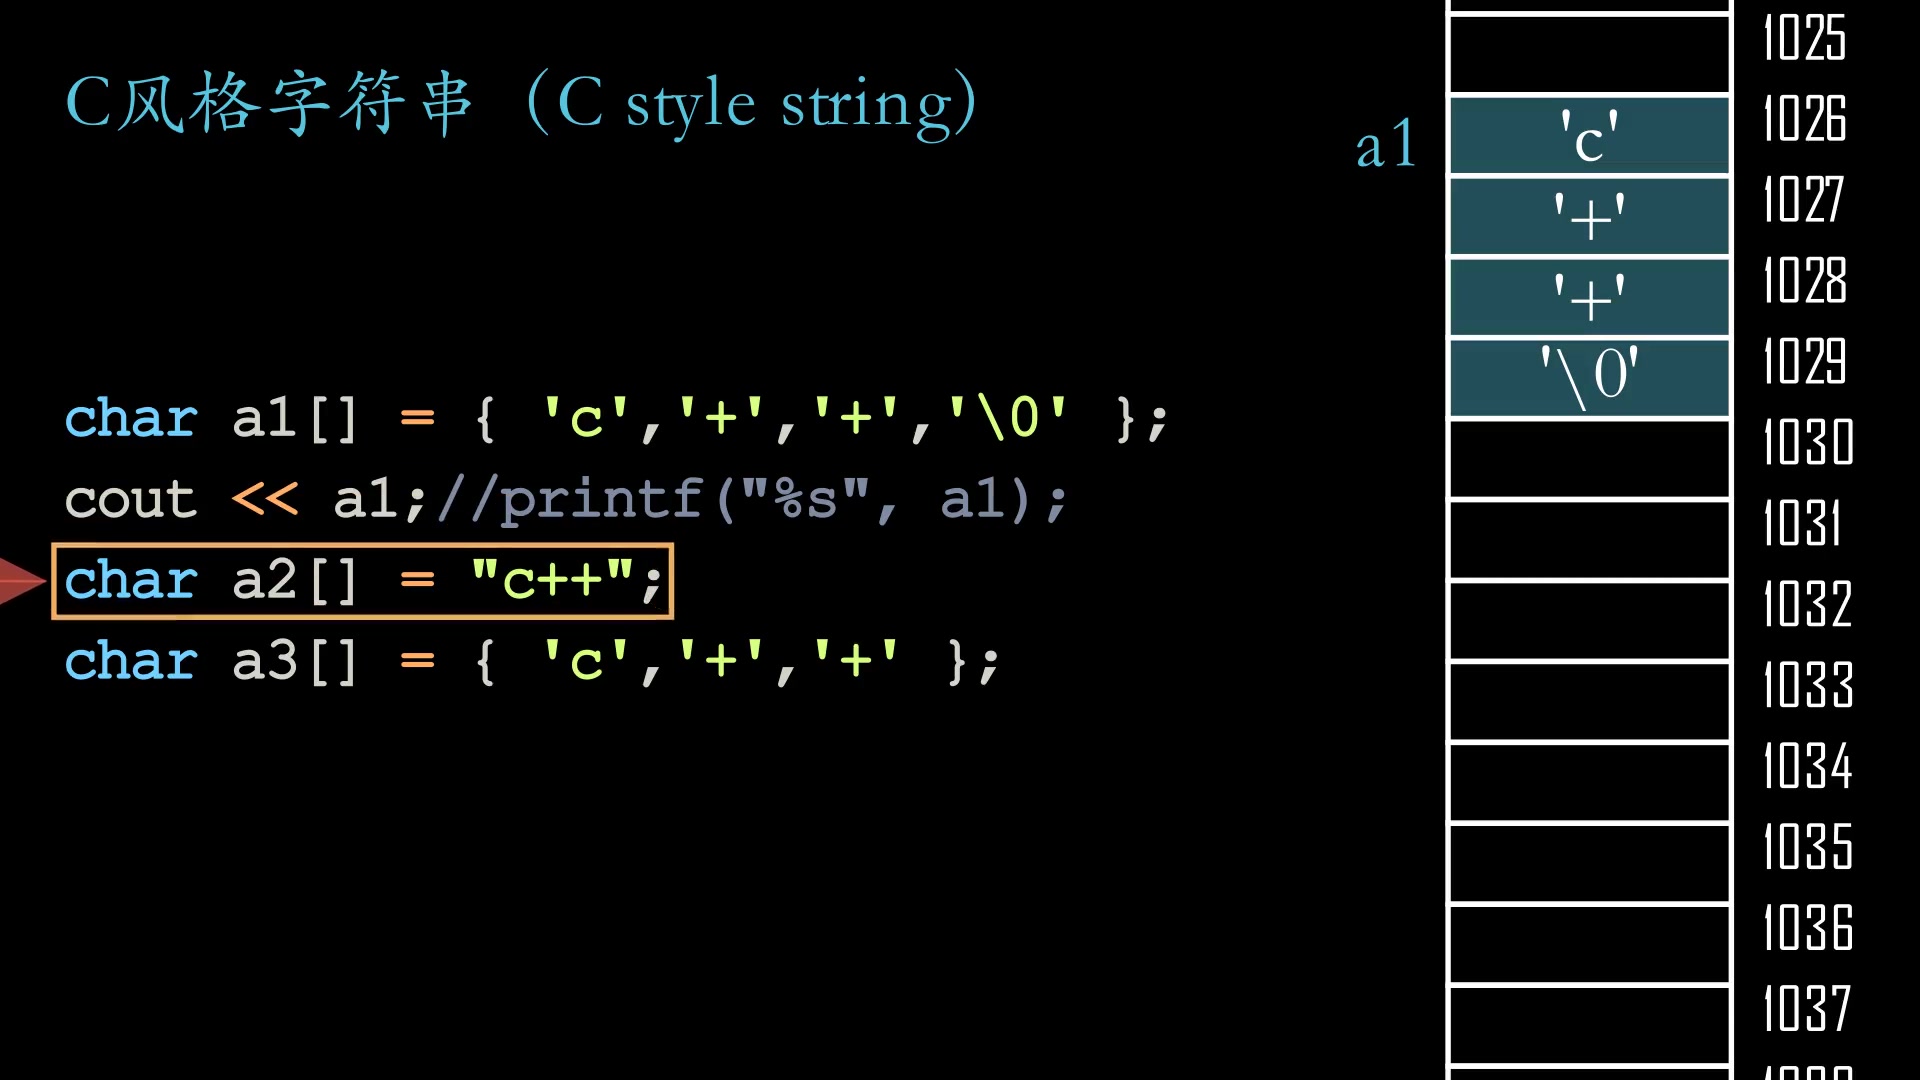 C风格字符串（C style string）
char a1[] = { 'c','+', '+','\0' };
cout << a1;//printf("%s", a1);
char a2[] = "c++";
char a3[] = { 'c','+','+' };
a1
'c'
'+'
'+'
'\0'
1025
1026
1027
1028
1029
1030
1031
1032
1033
1034
1035
1036
1037